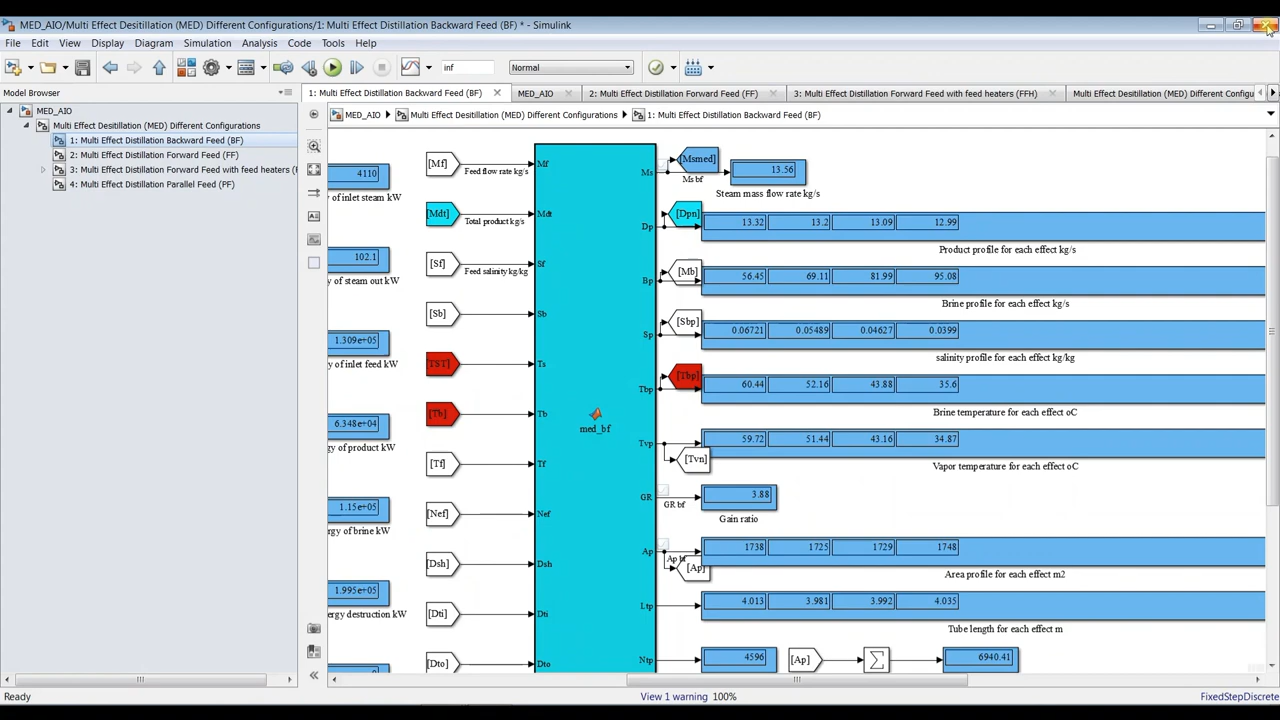 MED_AIO/Multi Effect Desitillation (MED) Different Configurations/1: Multi Effect Distillation Backward Feed (BF) * - Simulink
File Edit View Display Diagram Simulation Analysis Code Tools Help
inf Normal
Model Browser
1: Multi Effect Distillation Backward Feed (BF) MED_AIO 2: Multi Effect Distillation Forward Feed (FF) 3: Multi Effect Distillation Forward Feed with feed heaters (FFH) Multi Effect Desitillation (MED) Different Configu
MED_AIO
Multi Effect Desitillation (MED) Different Configurations
1: Multi Effect Distillation Backward Feed (BF)
2: Multi Effect Distillation Forward Feed (FF)
3: Multi Effect Distillation Forward Feed with feed heaters (F
4: Multi Effect Distillation Parallel Feed (PF)
MED_AIO Multi Effect Desitillation (MED) Different Configurations 1: Multi Effect Distillation Backward Feed (BF)
4110
of inlet steam kW
102.1
y of steam out kW
1.309e+05
y of inlet feed kW
6.348e+04
gy of product kW
1.15e+05
rgy of brine kW
1.995e+05
ergy destruction kW
0
[Mf]
Feed flow rate kg/s
[Mdt]
Total product kg/s
[Sf]
Feed salinity kg/kg
[Sb]
[TST]
[Tb]
[Tf]
[Nef]
[Dsh]
[Dti]
[Dto]
Mf
Mdt
Sf
Sb
Ts
Tb
Tf
Nef
Dsh
Dti
Dto
med_bf
Ms
Dp
Bp
Sp
Tbp
Tvp
GR
Ap
Ltp
Ntp
[Msmed]
Ms bf
13.56
Steam mass flow rate kg/s
[Dpn]
13.32 13.2 13.09 12.99
Product profile for each effect kg/s
[Mb]
56.45 69.11 81.99 95.08
Brine profile for each effect kg/s
[Sbp]
0.06721 0.05489 0.04627 0.0399
salinity profile for each effect kg/kg
[Tbp]
60.44 52.16 43.88 35.6
Brine temperature for each effect oC
59.72 51.44 43.16 34.87
[Tvn]
Vapor temperature for each effect oC
GR bf
3.88
Gain ratio
Ap bf
[Ap]
1738 1725 1729 1748
Area profile for each effect m2
4.013 3.981 3.992 4.035
Tube length for each effect m
4596 [Ap] Σ 6940.41
Ready View 1 warning 100% FixedStepDiscrete